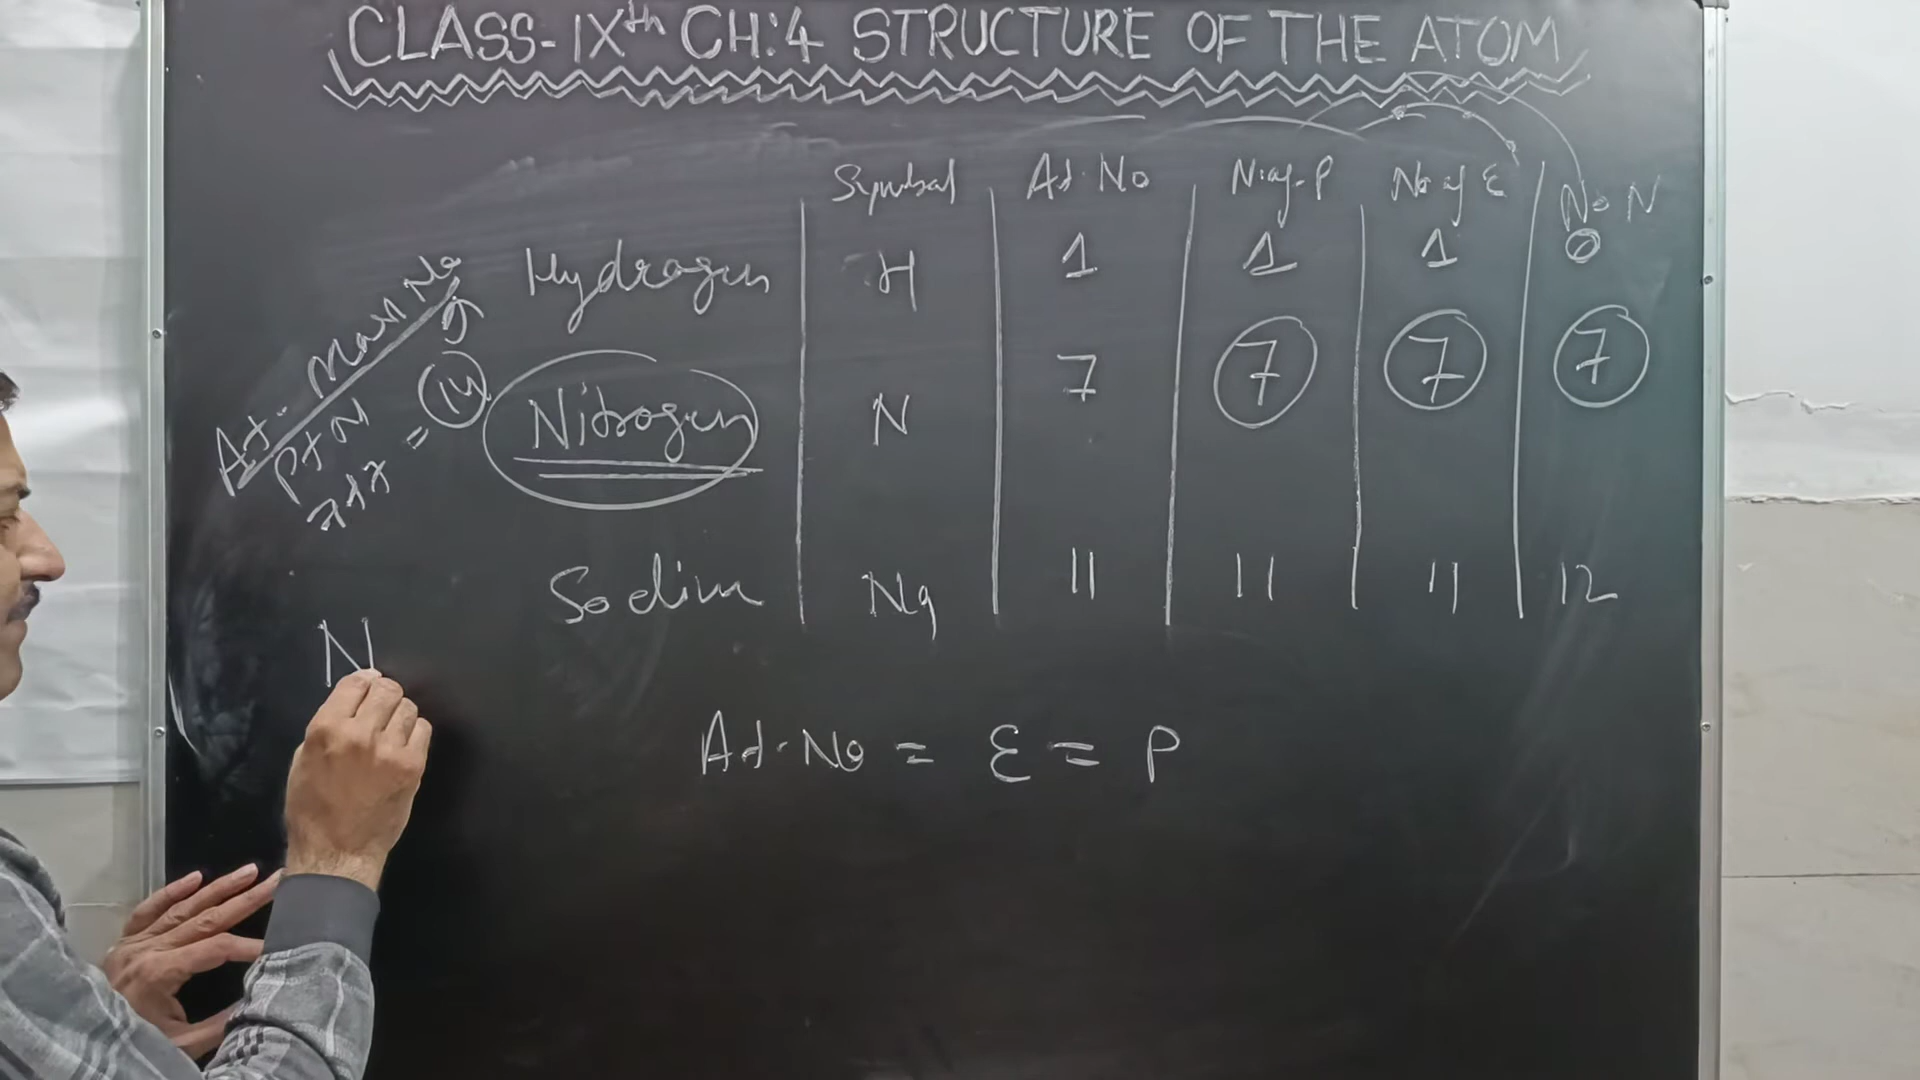 CLASS-IXth CH:4 STRUCTURE OF THE ATOM
Symbol At. No No of P No of E No N
Hydrogen H 1 1 1 0
Nitrogen N 7 7 7 7
Sodium Na 11 11 11 12
At. Mass No
P+N
7+7 = 14
N
At. No = E = P